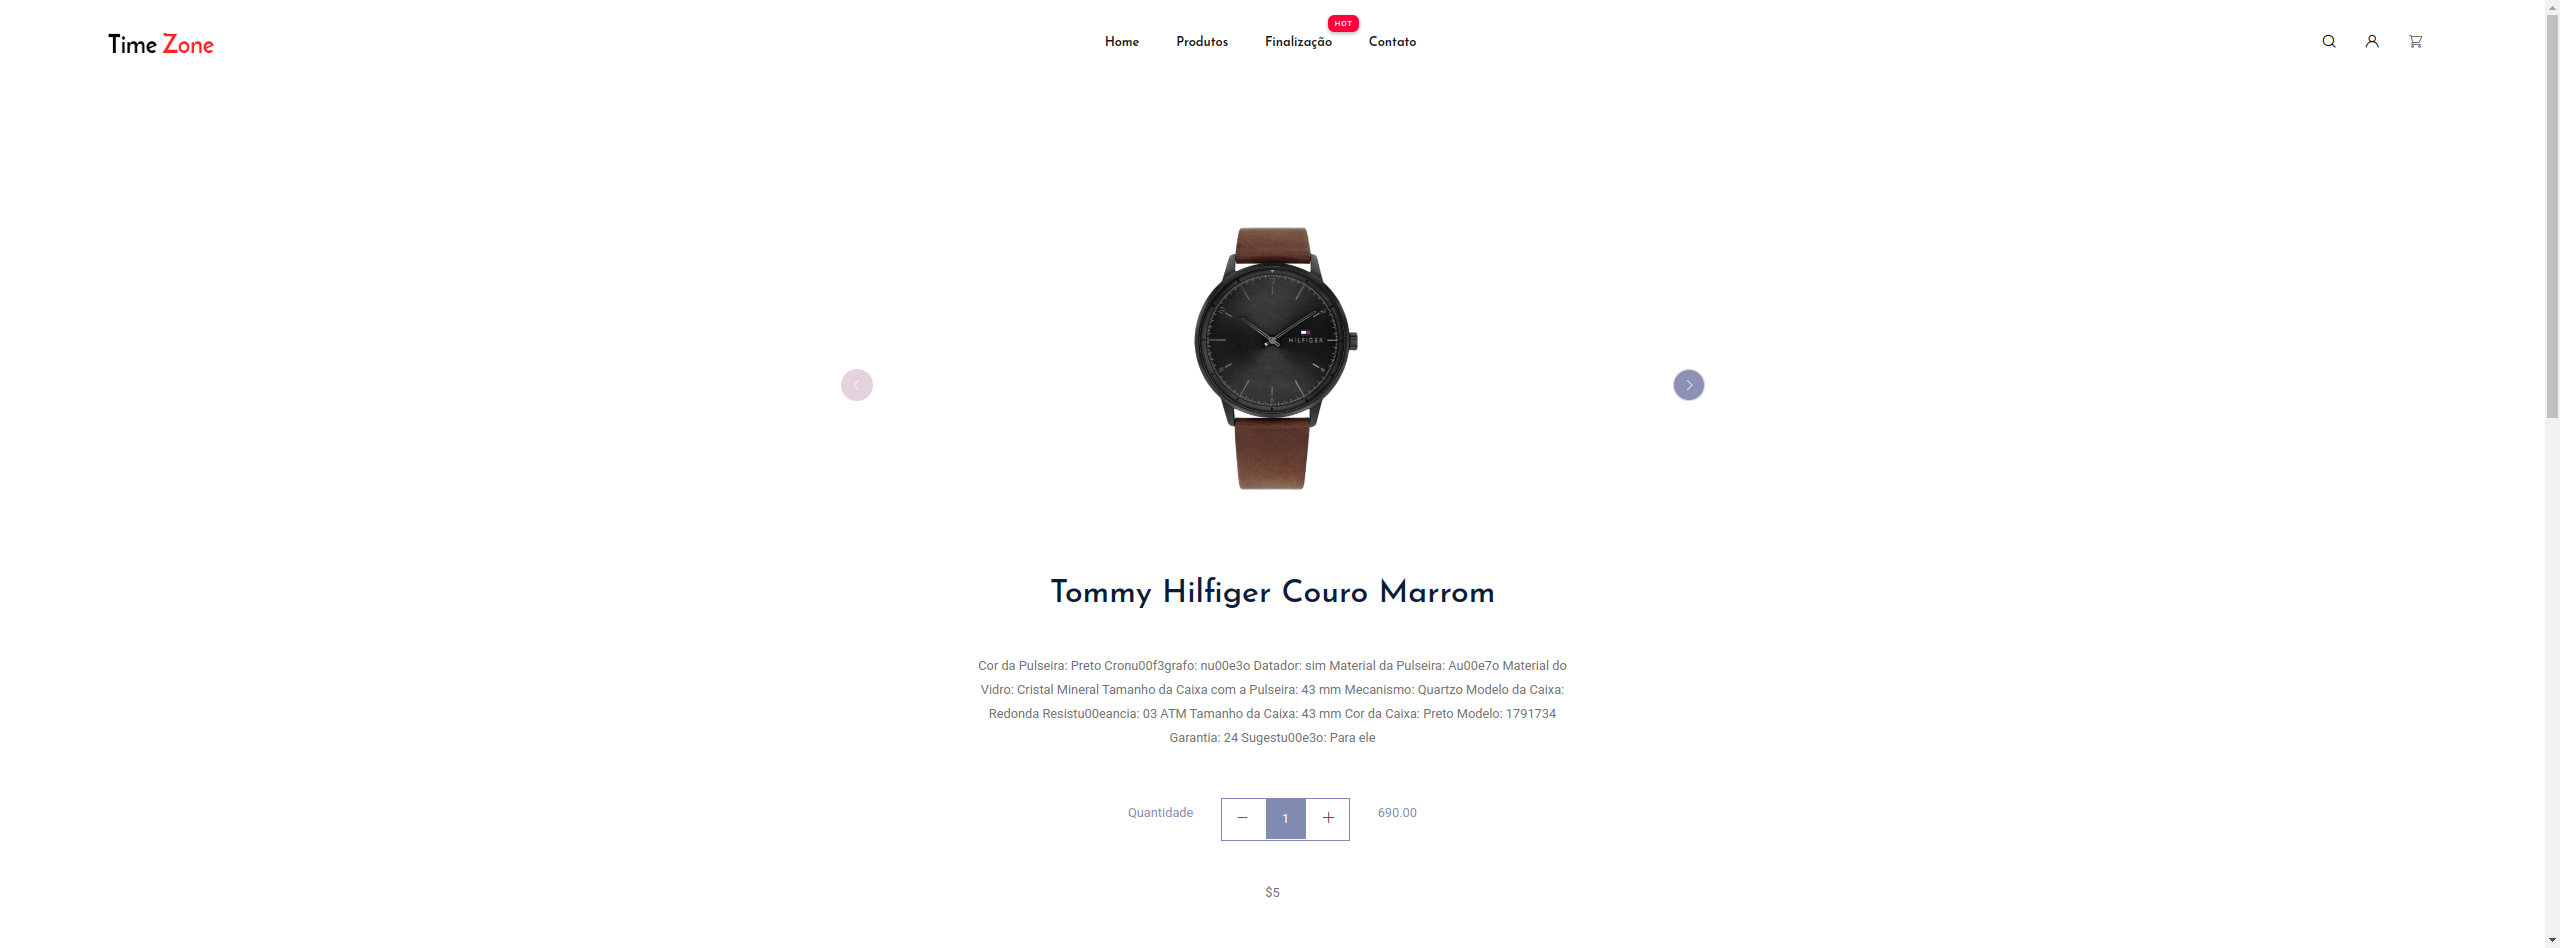 Time Zone
HOT
Home Produtos Finalização Contato
HILFIGER
Tommy Hilfiger Couro Marrom
Cor da Pulseira: Preto Cronu00f3grafo: nu00e3o Datador: sim Material da Pulseira: Au00e7o Material do
Vidro: Cristal Mineral Tamanho da Caixa com a Pulseira: 43 mm Mecanismo: Quartzo Modelo da Caixa:
Redonda Resistu00eancia: 03 ATM Tamanho da Caixa: 43 mm Cor da Caixa: Preto Modelo: 1791734
Garantia: 24 Sugestu00e3o: Para ele
Quantidade 1 690.00
$5